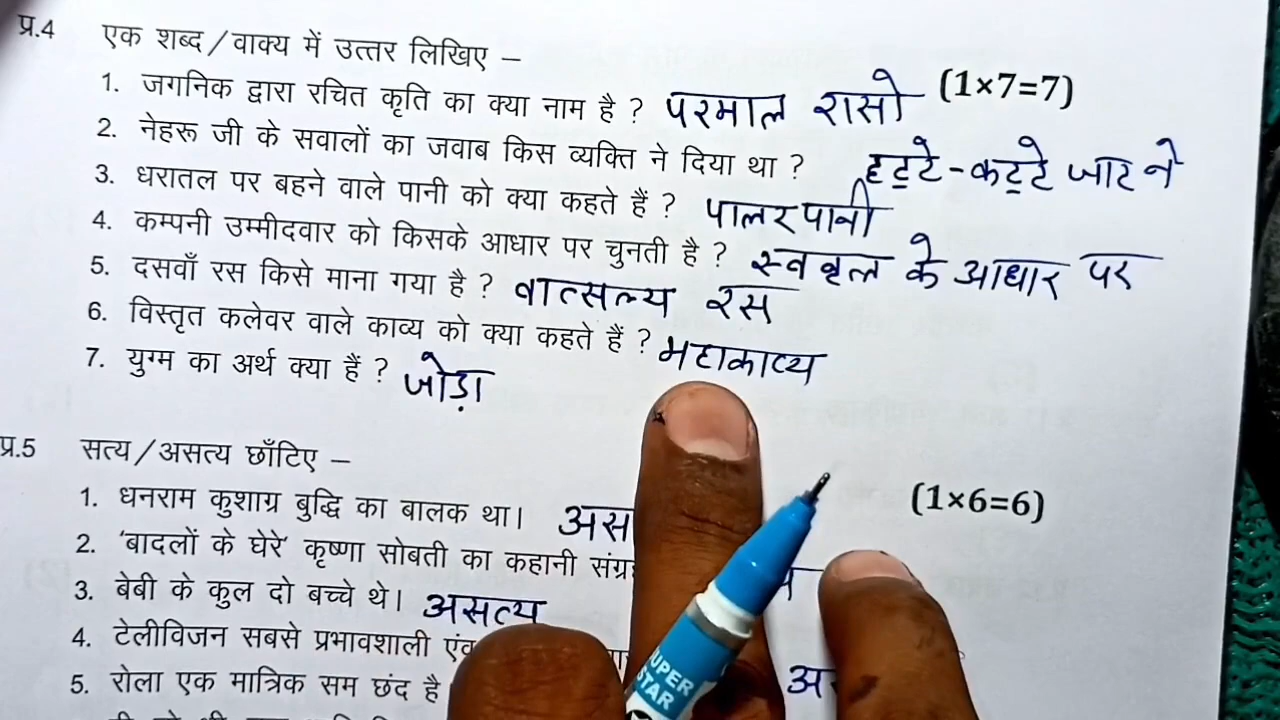 प्र.4 एक शब्द/वाक्य में उत्तर लिखिए –
(1×7=7)
1. जगनिक द्वारा रचित कृति का क्या नाम है ? परमाल रासो
2. नेहरू जी के सवालों का जवाब किस व्यक्ति ने दिया था ? हट्टे-कट्टे जाट ने
3. धरातल पर बहने वाले पानी को क्या कहते हैं ? पालर पानी
4. कम्पनी उम्मीदवार को किसके आधार पर चुनती है ? के आधार पर
5. दसवाँ रस किसे माना गया है ? वात्सल्य रस
6. विस्तृत कलेवर वाले काव्य को क्या कहते हैं ? महाकाव्य
7. युग्म का अर्थ क्या हैं ? जोड़ा
प्र.5 सत्य/असत्य छाँटिए –
(1×6=6)
1. धनराम कुशाग्र बुद्धि का बालक था। अस
2. 'बादलों के घेरे' कृष्णा सोबती का कहानी
3. बेबी के कुल दो बच्चे थे। असत्य
4. टेलीविजन सबसे प्रभावशाली
5. रोला एक मात्रिक सम छंद है
SUPER STAR